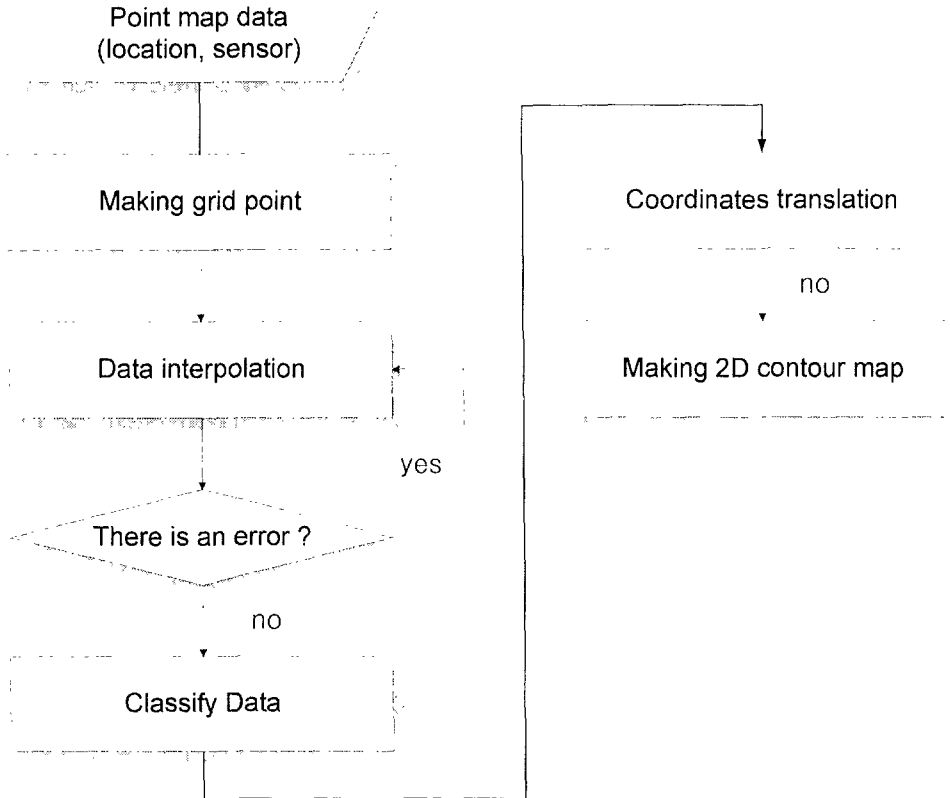 Point map data
(location, sensor)
Making grid point
Data interpolation
yes
There is an error ?
no
Classify Data
Coordinates translation
no
Making 2D contour map